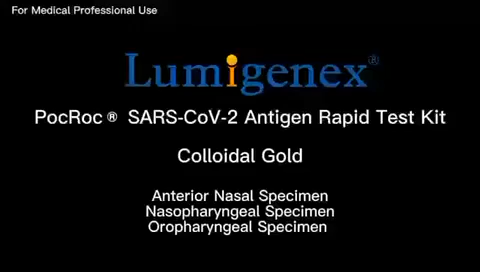 For Medical Professional Use
Lumigenex®
PocRoc® SARS-CoV-2 Antigen Rapid Test Kit
Colloidal Gold
Anterior Nasal Specimen
Nasopharyngeal Specimen
Oropharyngeal Specimen